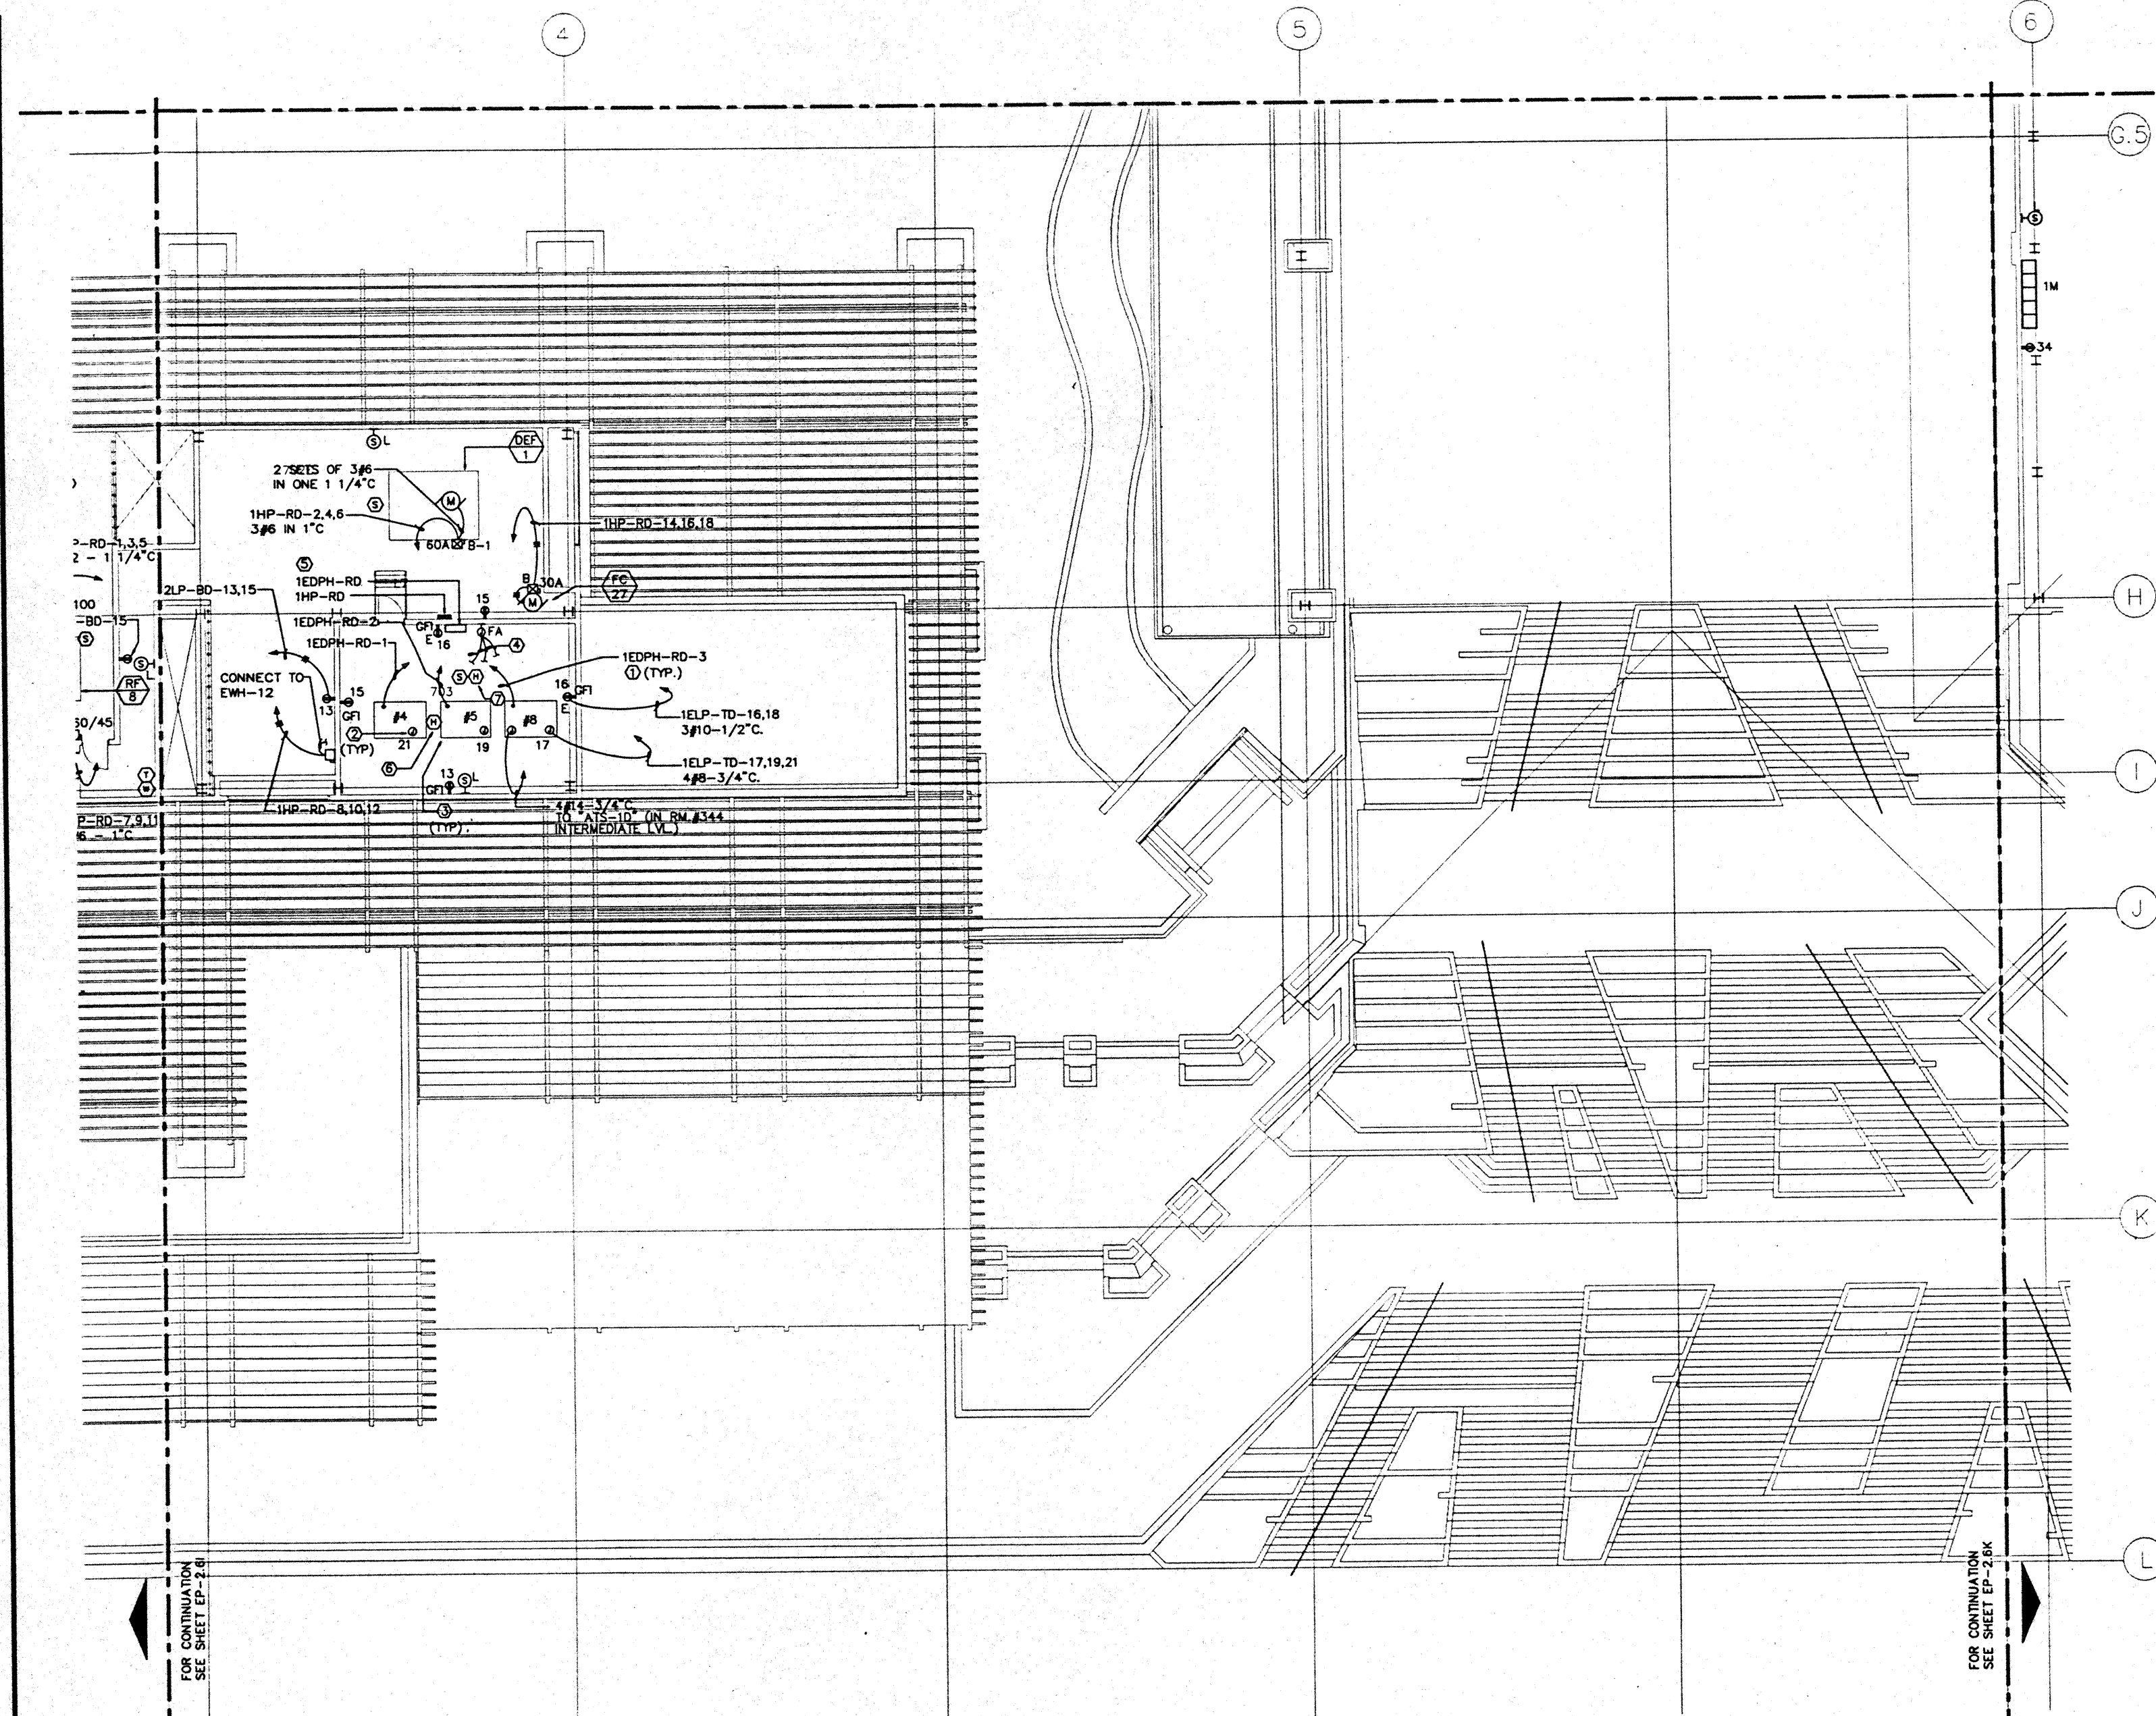 4
5
6
G.5
S
1M
34
S L
DEF
1
IN ONE 1 1/4"C
M
S
1HP-RD-2,4,6
3#6 IN 1"C
60A B-1
1HP-RD-14,16,18
P-RD-1,3,5
2 - 1 1/4"C
5
1EDPH-RD
1HP-RD
1EDPH-RD-2
1EDPH-RD-1
2LP-BD-13,15
B 30A
M
FC
27
15
H
100
-BD-15
S
S
L
RF
8
60/45
GFI
E 16
FA
4
1EDPH-RD-3
1 (TYP.)
CONNECT TO
EWH-12
13
15
GFI
2
(TYP)
S H
7
16 GFI
E
703
#4
#5
#8
H
21
19
17
6
1ELP-TD-16,18
3#10-1/2"C.
1ELP-TD-17,19,21
4#8-3/4"C.
I
T
M
13
GFI
S L
1HP-RD-8,10,12
3
(TYP).
4#14-3/4"C
TO "ATS-1D" (IN RM.#344
INTERMEDIATE LVL.)
P-RD-7,9,11
#6 - 1"C
J
K
L
FOR CONTINUATION
SEE SHEET EP-2.6I
FOR CONTINUATION
SEE SHEET EP-2.6K